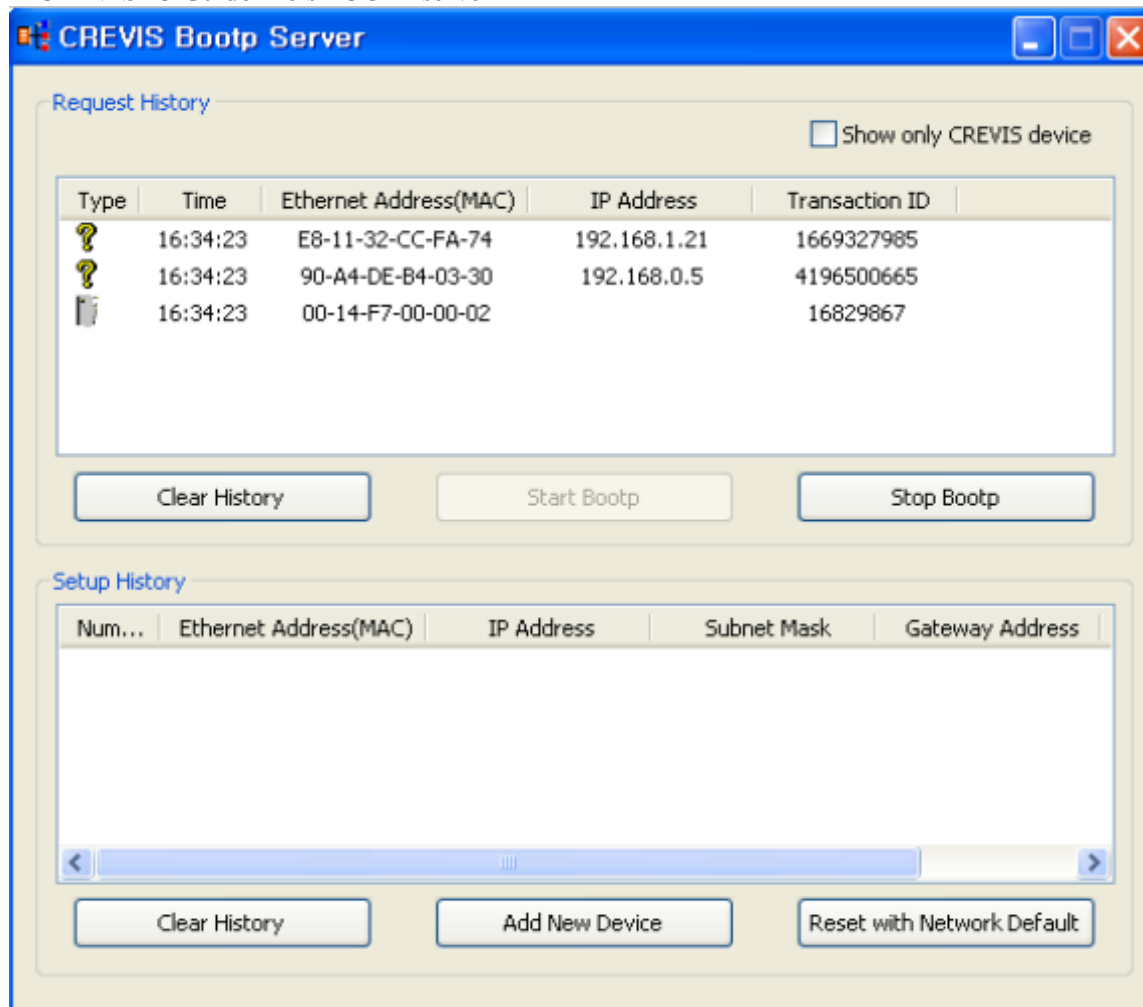 CREVIS Bootp Server
Request History
Show only CREVIS device
Type Time Ethernet Address(MAC) IP Address Transaction ID
16:34:23 E8-11-32-CC-FA-74 192.168.1.21 1669327985
16:34:23 90-A4-DE-B4-03-30 192.168.0.5 4196500665
16:34:23 00-14-F7-00-00-02 16829867
Clear History Start Bootp Stop Bootp
Setup History
Num... Ethernet Address(MAC) IP Address Subnet Mask Gateway Address
Clear History Add New Device Reset with Network Default